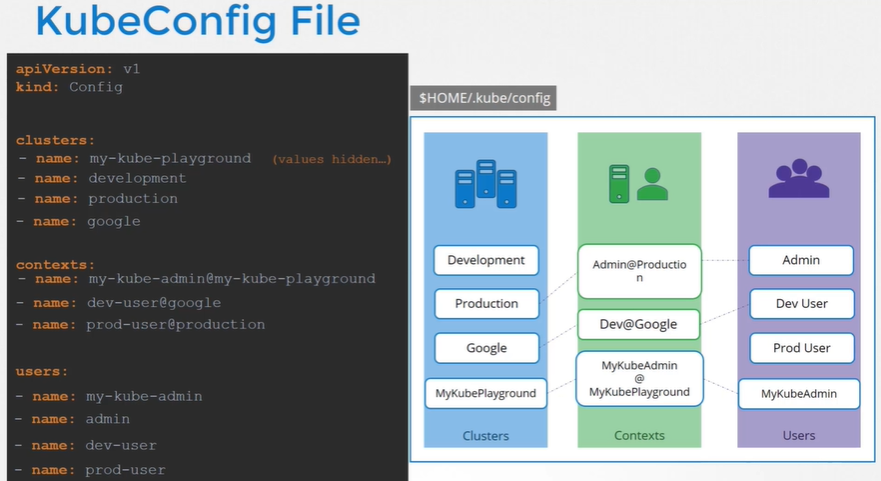 KubeConfig File
apiVersion: v1
kind: Config
clusters:
- name: my-kube-playground (values hidden…)
- name: development
- name: production
- name: google
contexts:
- name: my-kube-admin@my-kube-playground
- name: dev-user@google
- name: prod-user@production
users:
- name: my-kube-admin
- name: admin
- name: dev-user
- name: prod-user
$HOME/.kube/config
Development
Production
Google
MyKubePlayground
Clusters
Admin@Productio
n
Dev@Google
MyKubeAdmin
@
MyKubePlayground
Contexts
Admin
Dev User
Prod User
MyKubeAdmin
Users